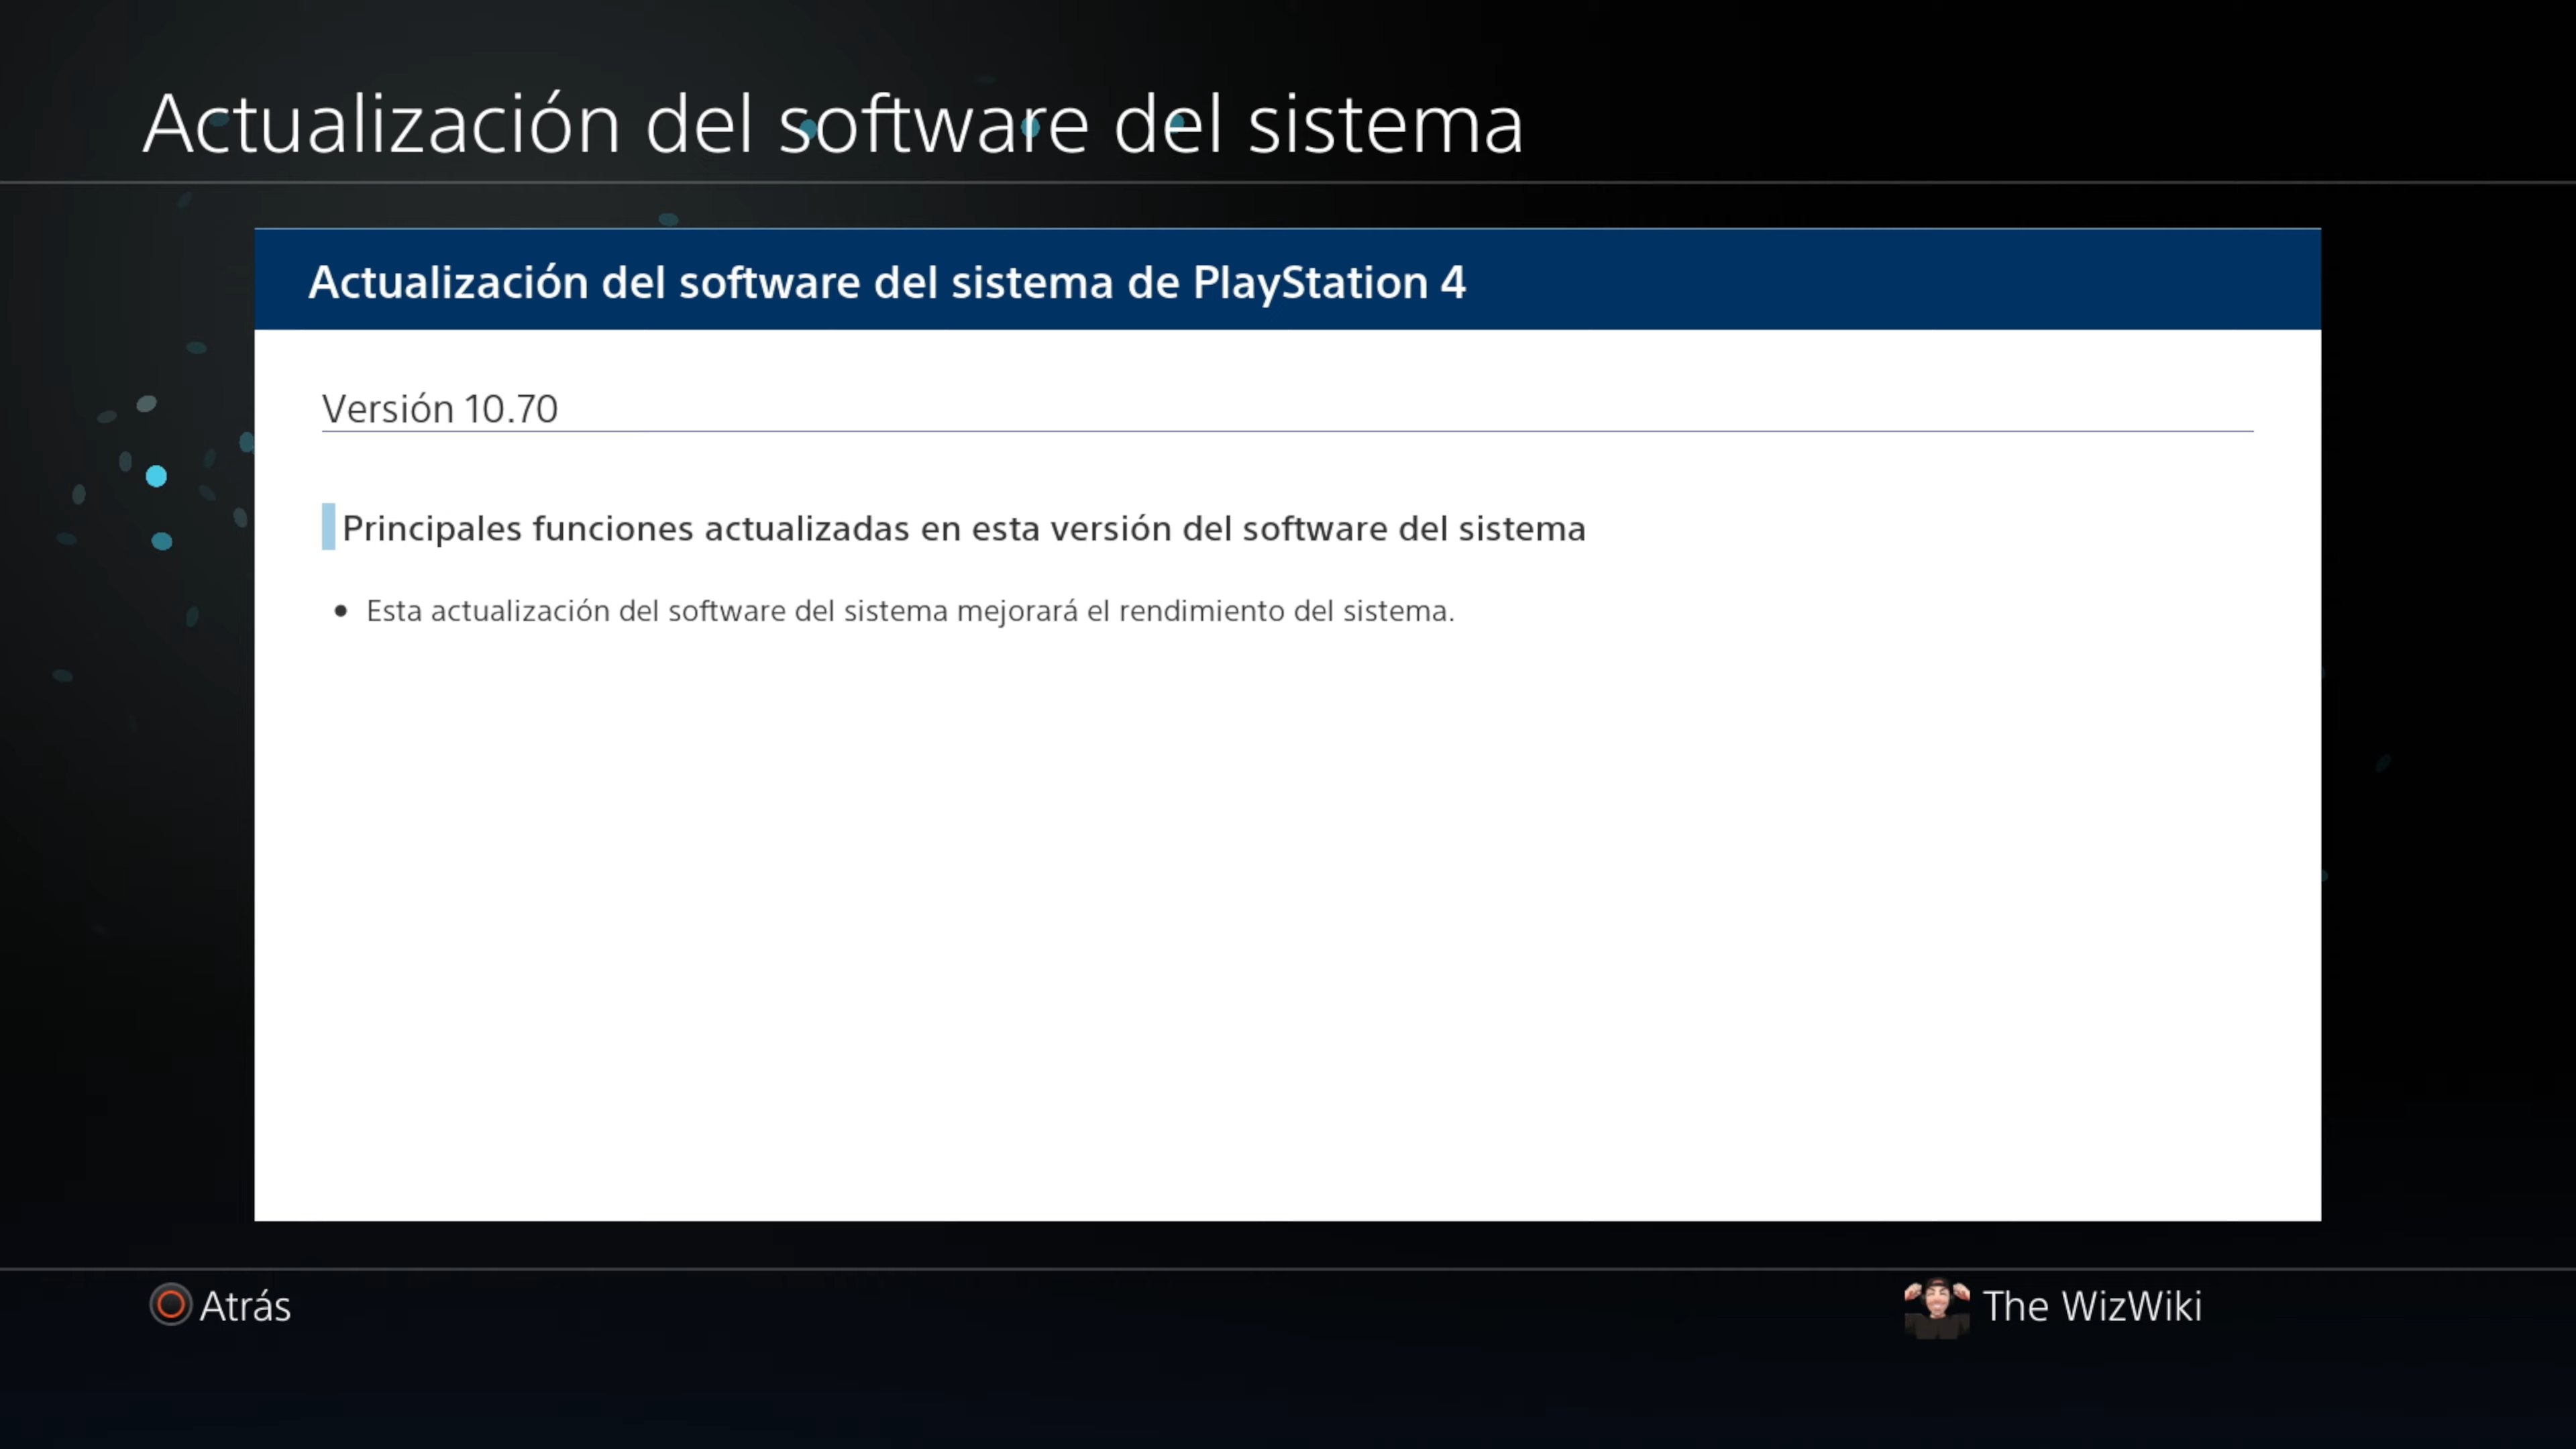 Actualización del software del sistema
Actualización del software del sistema de PlayStation 4
Versión 10.70
Principales funciones actualizadas en esta versión del software del sistema
• Esta actualización del software del sistema mejorará el rendimiento del sistema.
Atrás
The WizWiki